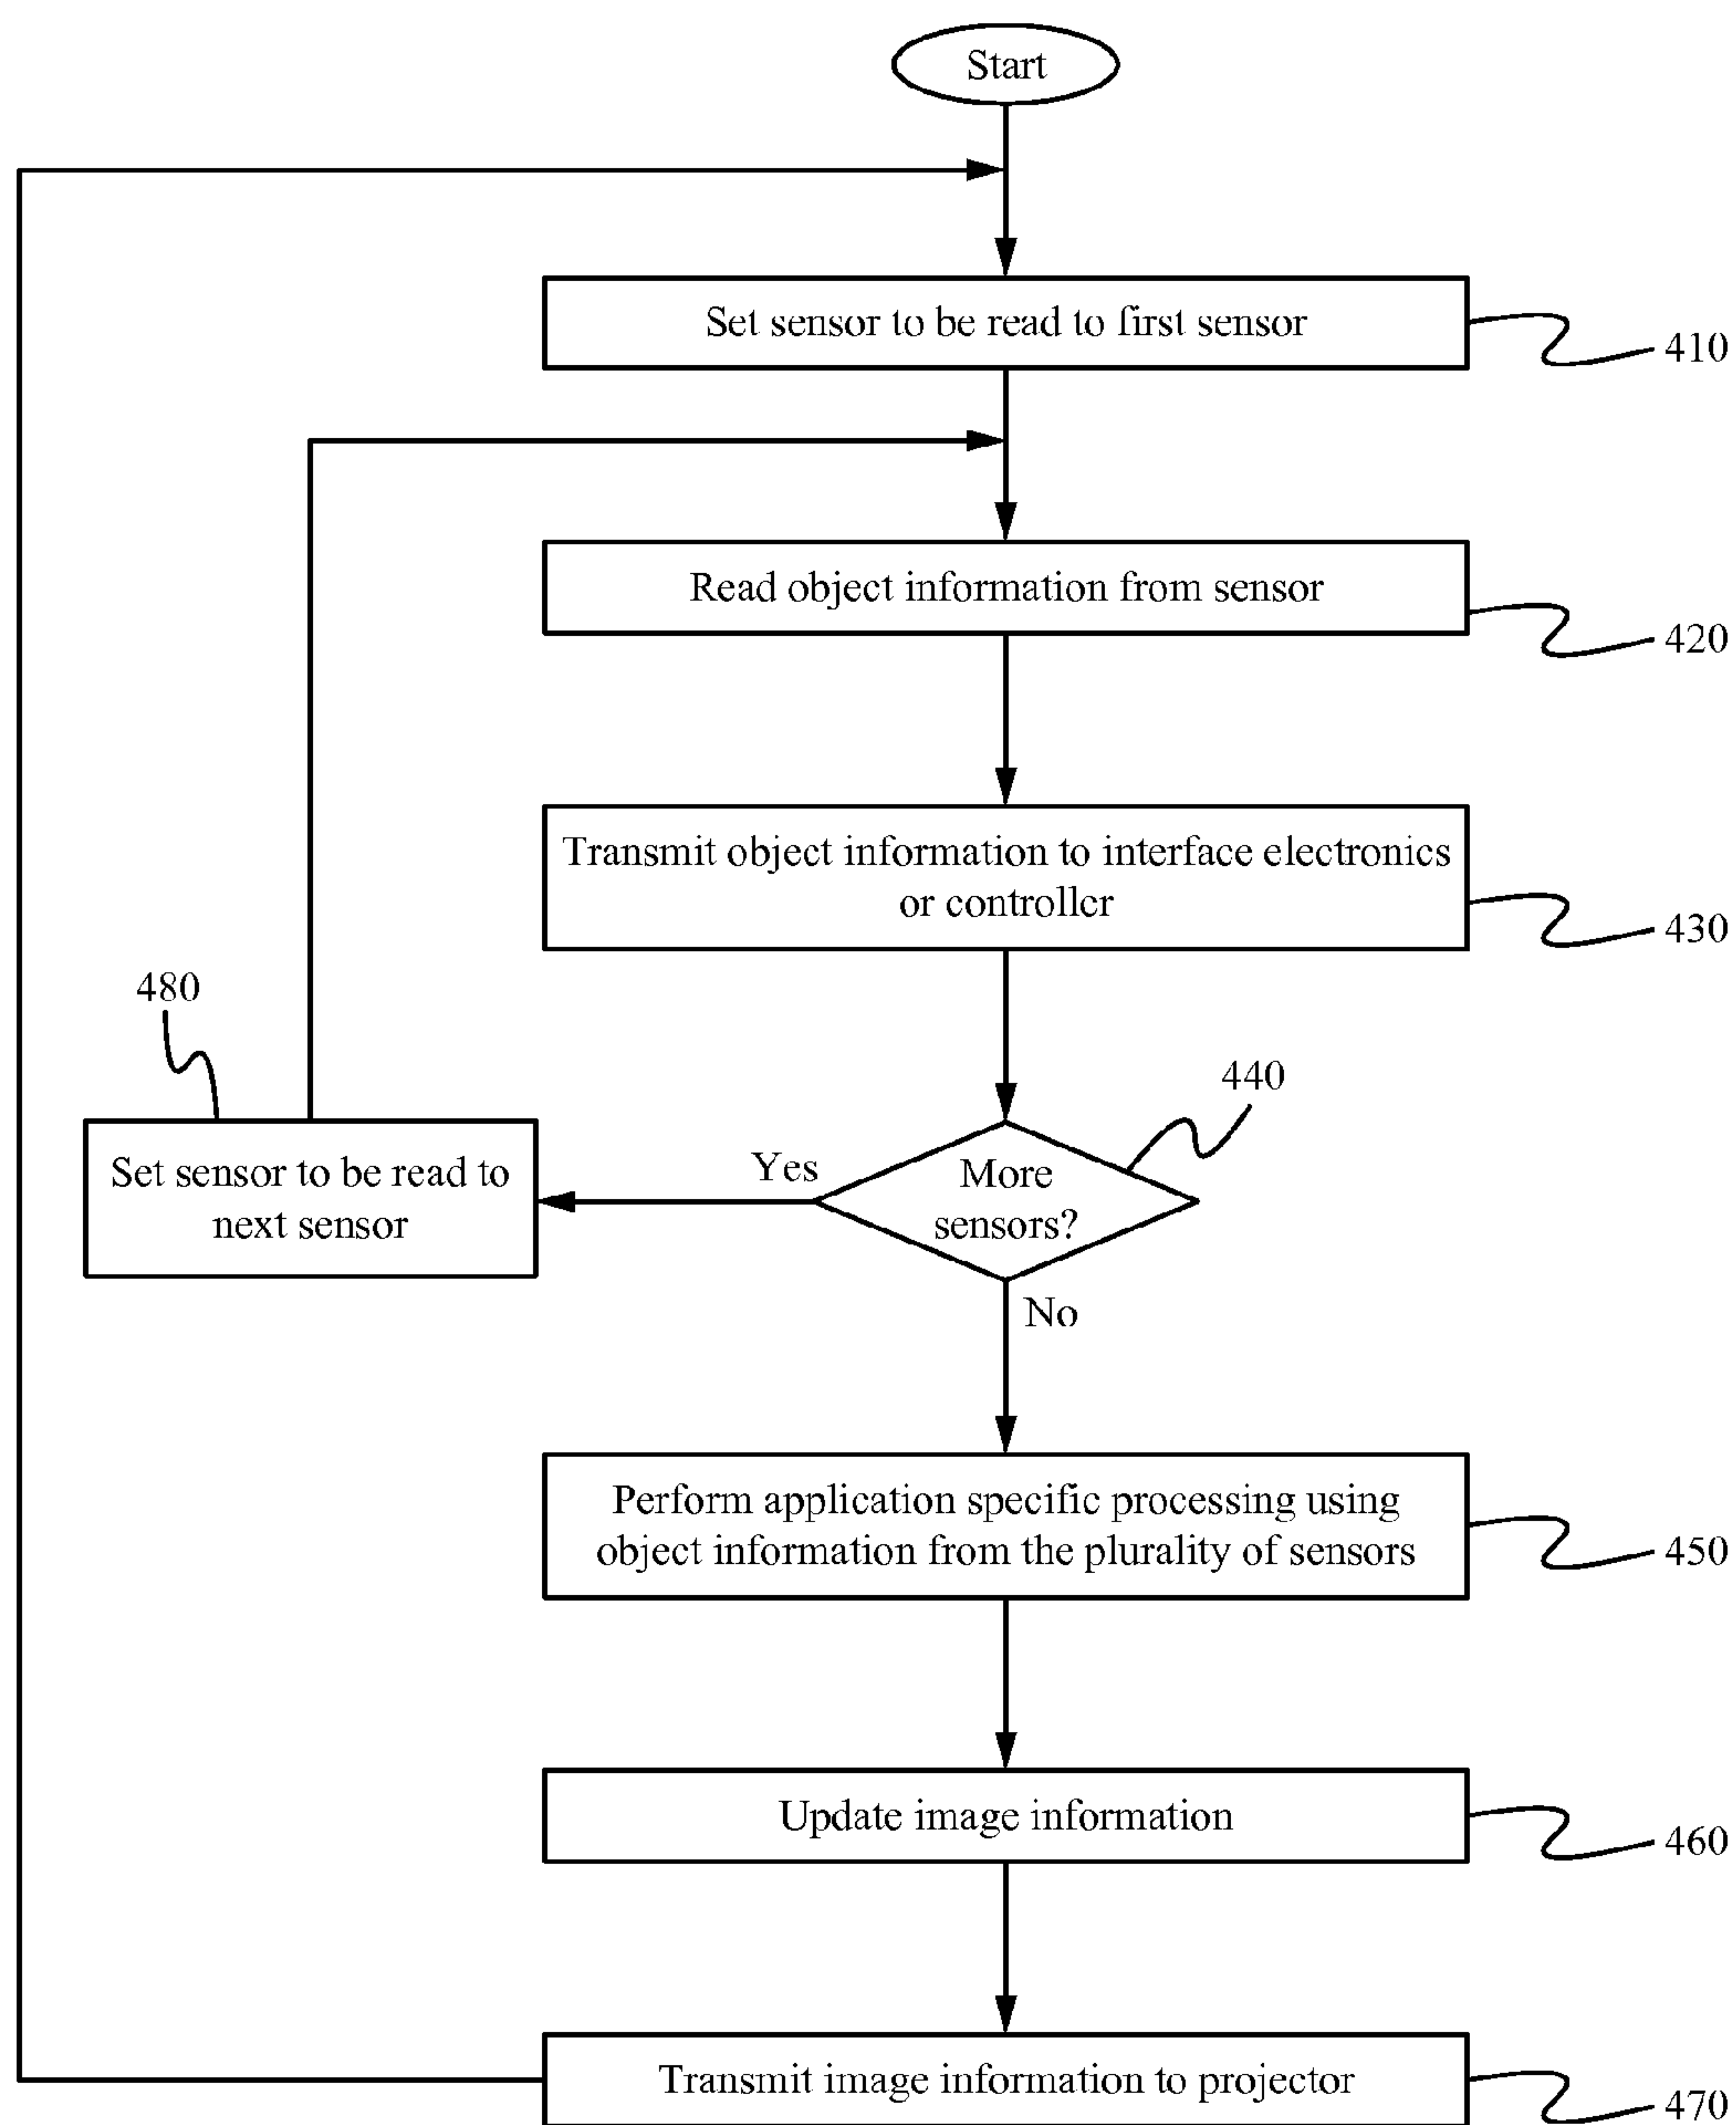 Start
Set sensor to be read to first sensor
410
Read object information from sensor
420
Transmit object information to interface electronics
or controller
430
480
440
Set sensor to be read to
next sensor
Yes
More
sensors?
No
Perform application specific processing using
object information from the plurality of sensors
450
Update image information
460
Transmit image information to projector
470